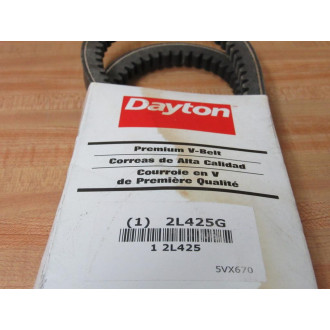 Dayton
Premium V-Belt
Correas de Alta Calidad
Courroie en V
de Première Qualité
(1) 2L425G
1 2L425
5VX670